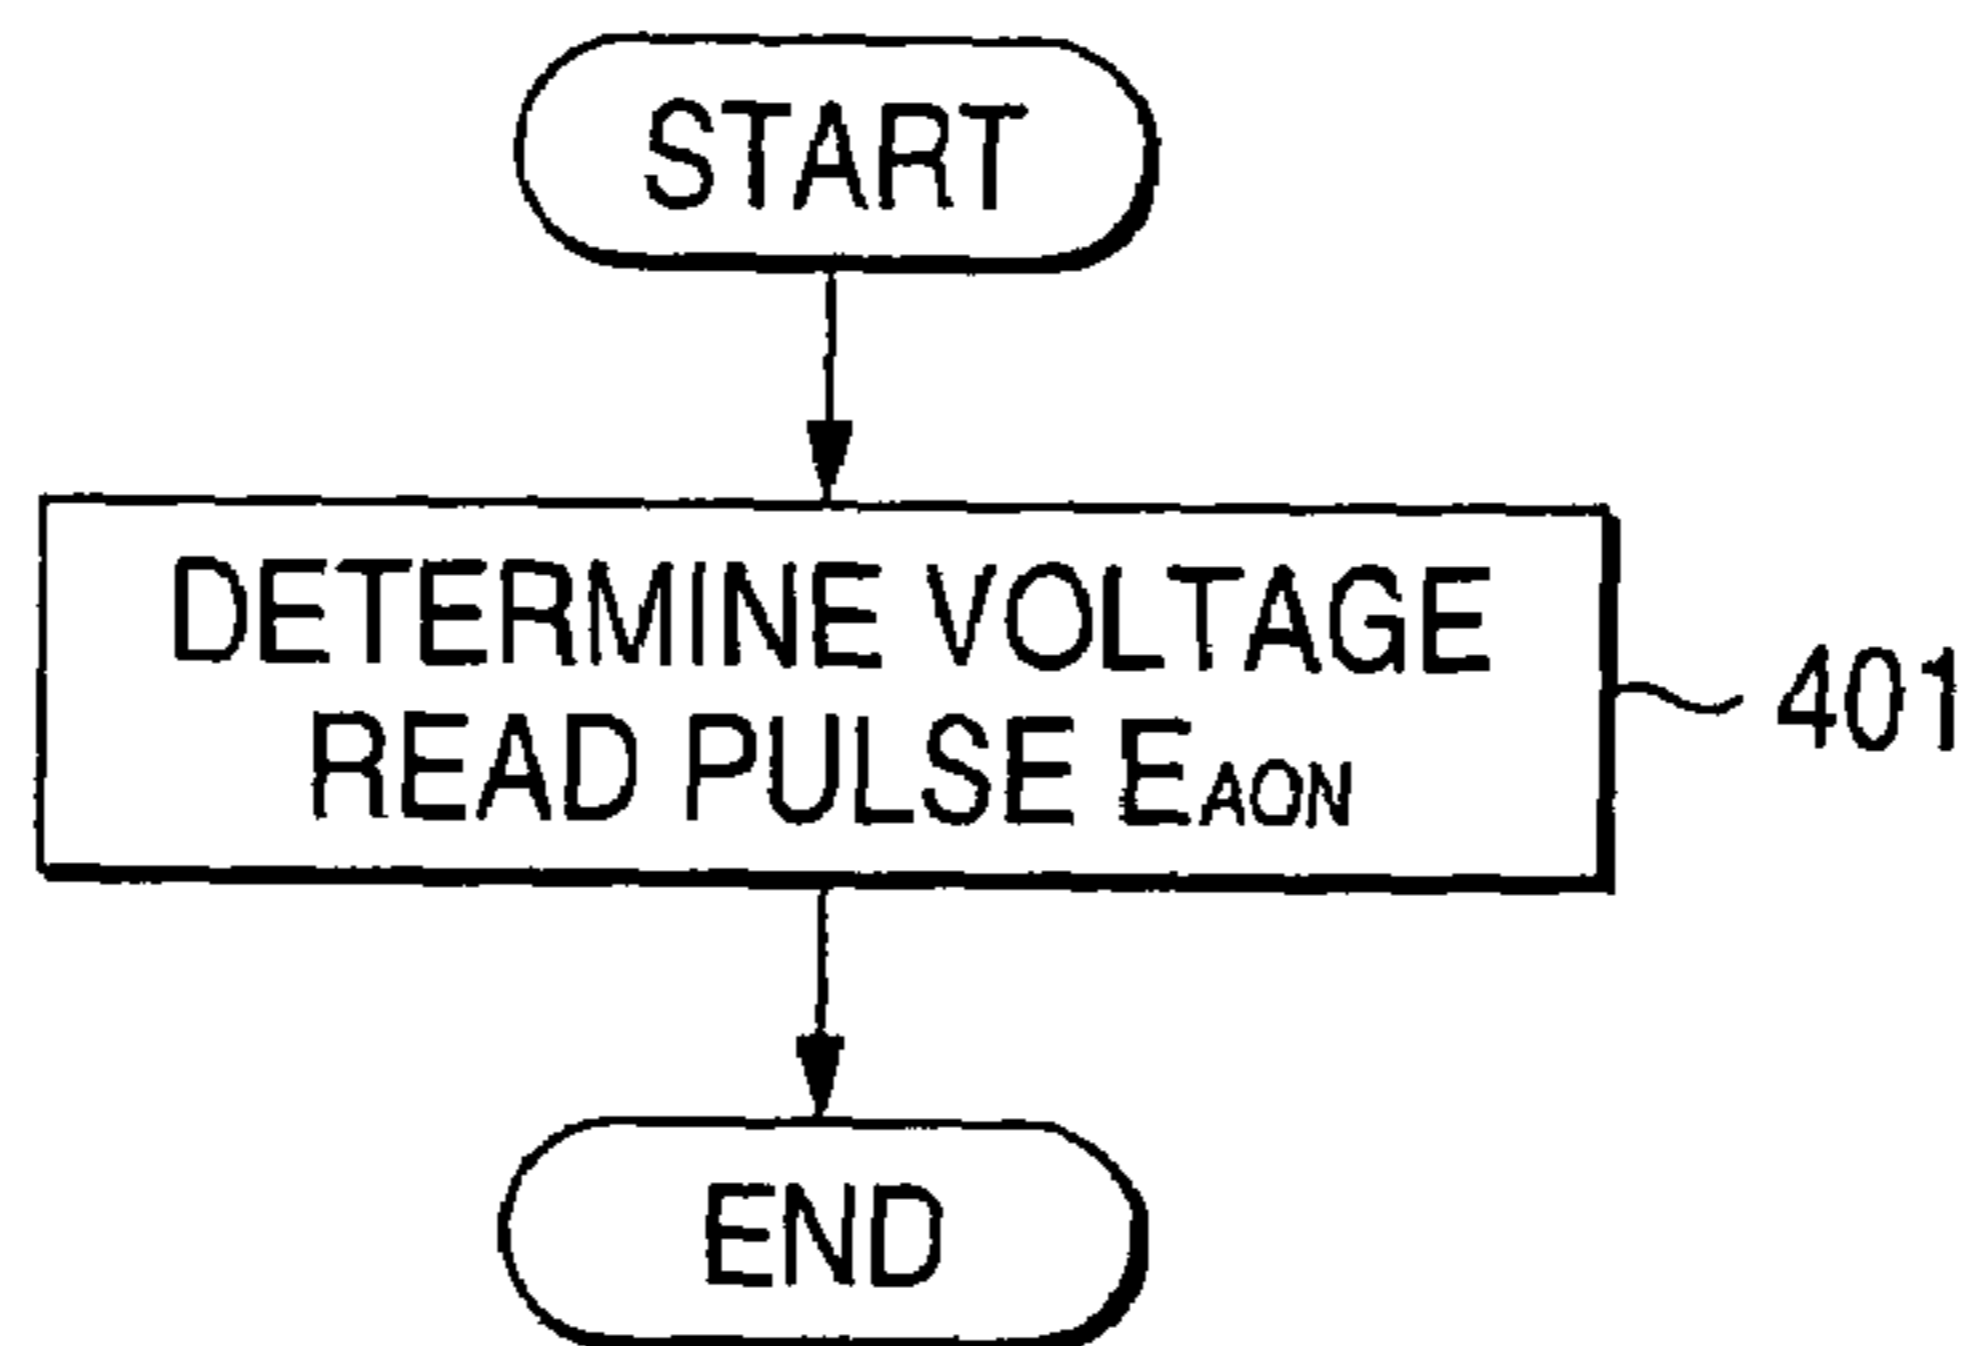 START
DETERMINE VOLTAGE
READ PULSE EAON
401
END